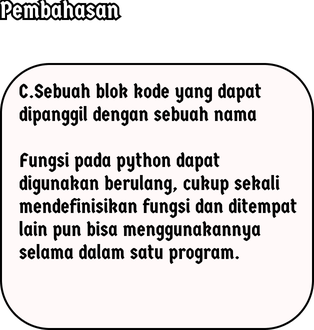 Pembahasan
C.Sebuah blok kode yang dapat
dipanggil dengan sebuah nama
Fungsi pada python dapat
digunakan berulang, cukup sekali
mendefinisikan fungsi dan ditempat
lain pun bisa menggunakannya
selama dalam satu program.